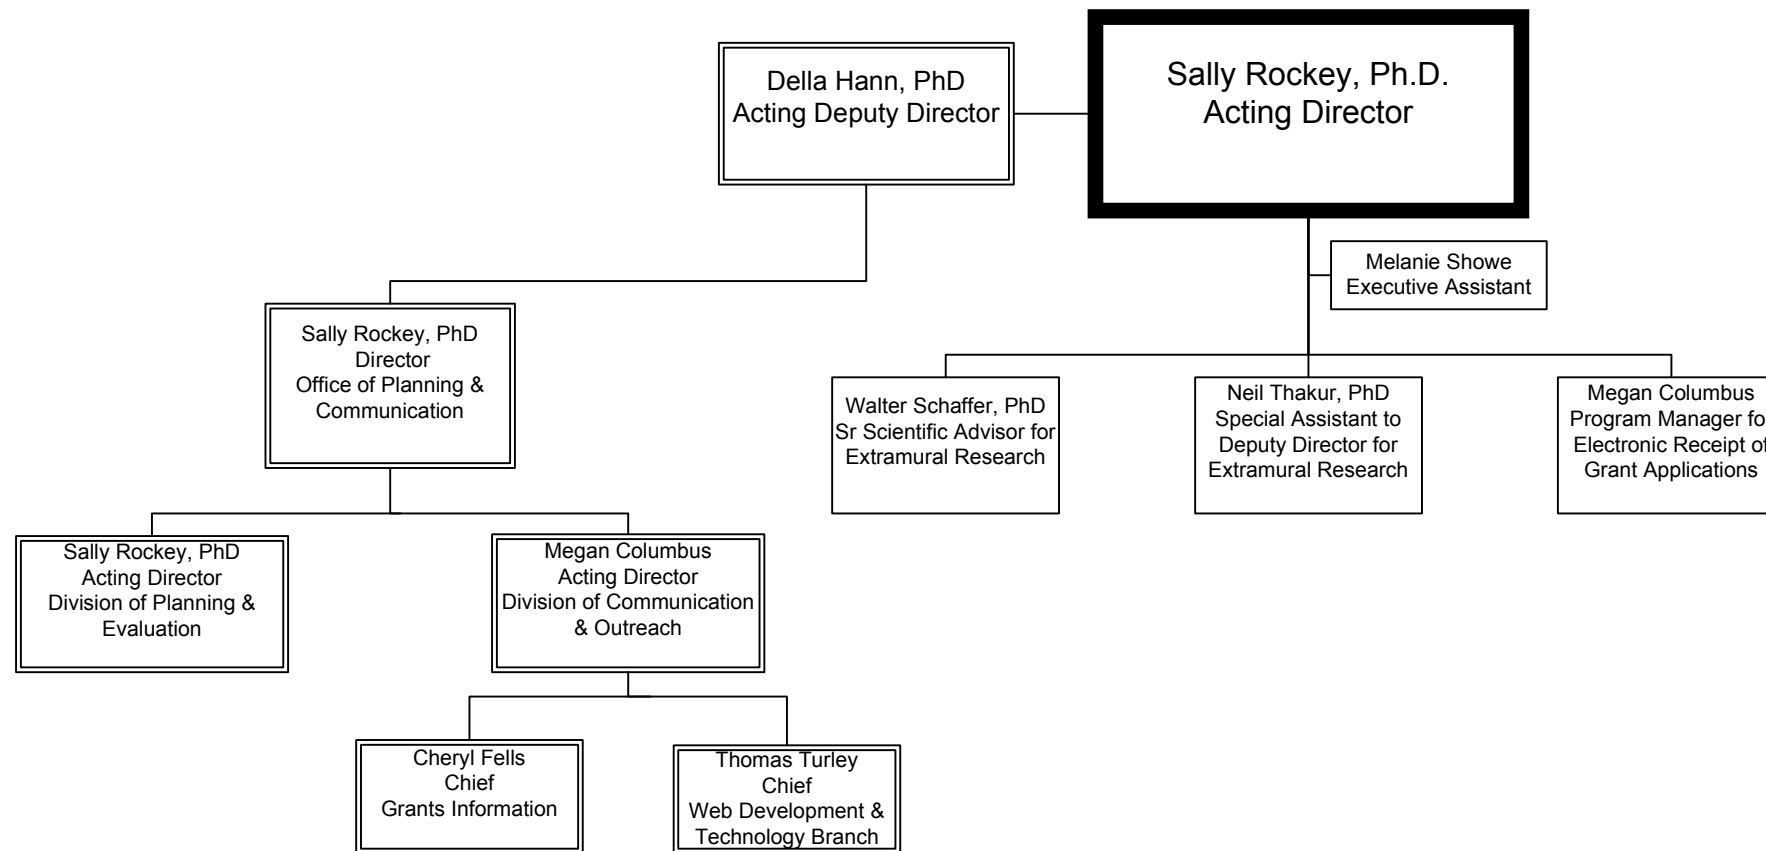 Della Hann, PhD
Acting Deputy Director
Sally Rockey, Ph.D.
Acting Director
Melanie Showe
Executive Assistant
Sally Rockey, PhD
Director
Office of Planning &
Communication
Walter Schaffer, PhD
Sr Scientific Advisor for
Extramural Research
Neil Thakur, PhD
Special Assistant to
Deputy Director for
Extramural Research
Megan Columbus
Program Manager fo
Electronic Receipt of
Grant Applications
Sally Rockey, PhD
Acting Director
Division of Planning &
Evaluation
Megan Columbus
Acting Director
Division of Communication
& Outreach
Cheryl Fells
Chief
Grants Information
Thomas Turley
Chief
Web Development &
Technology Branch